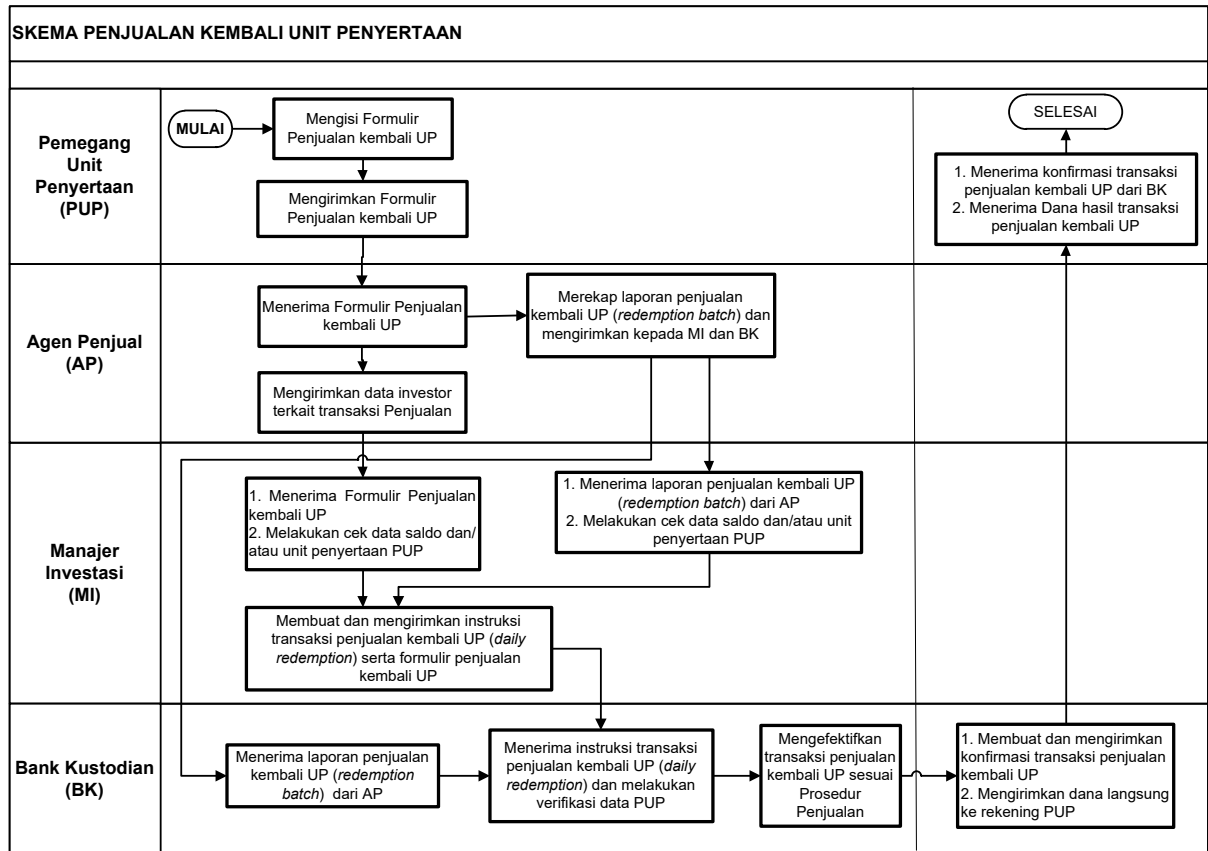 SKEMA PENJUALAN KEMBALI UNIT PENYERTAAN
Pemegang
Unit
Penyertaan
(PUP)
MULAI
Mengisi Formulir
Penjualan kembali UP
Mengirimkan Formulir
Penjualan kembali UP
SELESAI
1. Menerima konfirmasi transaksi
penjualan kembali UP dari BK
2. Menerima Dana hasil transaksi
penjualan kembali UP
Agen Penjual
(AP)
Menerima Formulir Penjualan
kembali UP
Merekap laporan penjualan
kembali UP (redemption batch) dan
mengirimkan kepada MI dan BK
Mengirimkan data investor
terkait transaksi Penjualan
Manajer
Investasi
(MI)
1. Menerima Formulir Penjualan
kembali UP
2. Melakukan cek data saldo dan/
atau unit penyertaan PUP
1. Menerima laporan penjualan kembali UP
(redemption batch) dari AP
2. Melakukan cek data saldo dan/atau unit
penyertaan PUP
Membuat dan mengirimkan instruksi
transaksi penjualan kembali UP (daily
redemption) serta formulir penjualan
kembali UP
Bank Kustodian
(BK)
Menerima laporan penjualan
kembali UP (redemption
batch) dari AP
Menerima instruksi transaksi
penjualan kembali UP (daily
redemption) dan melakukan
verifikasi data PUP
Mengefektifkan
transaksi penjualan
kembali UP sesuai
Prosedur
Penjualan
1. Membuat dan mengirimkan
konfirmasi transaksi penjualan
kembali UP
2. Mengirimkan dana langsung
ke rekening PUP